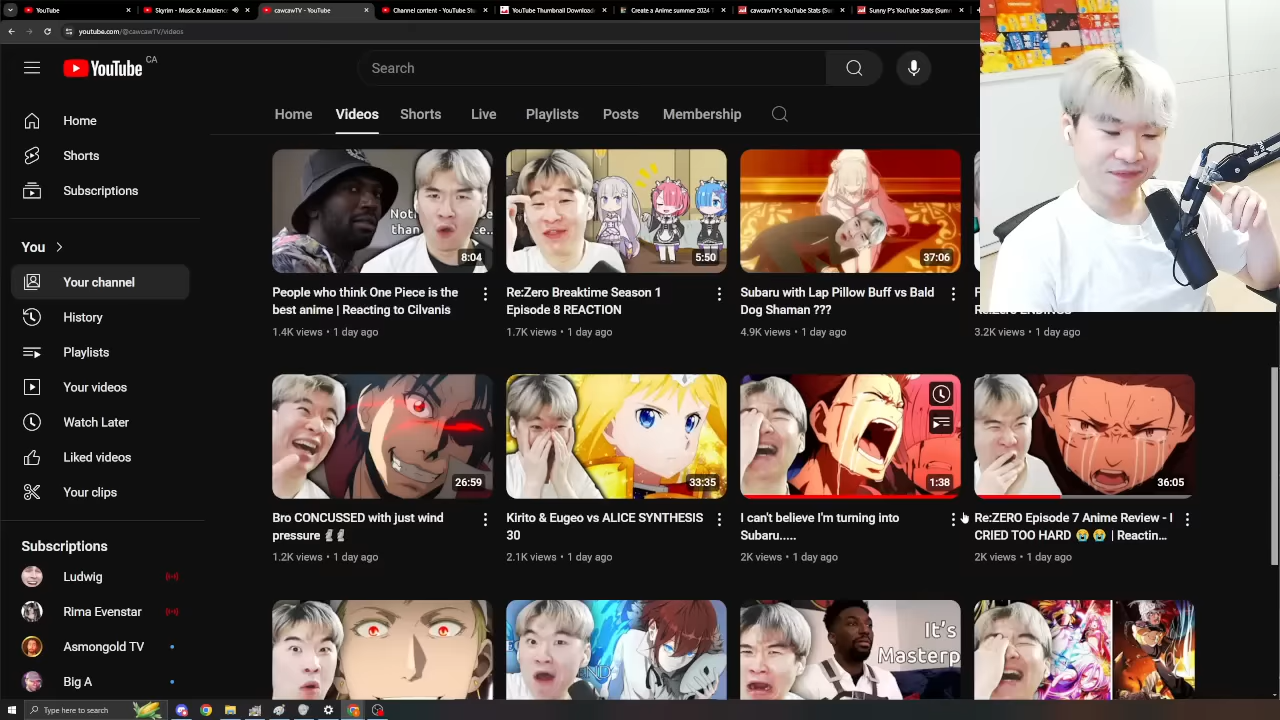 YouTube
Skyrim - Music & Ambience
cawcawTV - YouTube
Channel content - YouTube Stu
YouTube Thumbnail Download
Create a Anime summer 2024
cawcawTV's YouTube Stats (Sum
Sunny P's YouTube Stats (Summ
youtube.com/@cawcawTV/videos
YouTube CA
Search
Home
Videos
Shorts
Live
Playlists
Posts
Membership
Home
Shorts
Subscriptions
You
Your channel
History
Playlists
Your videos
Watch Later
Liked videos
Your clips
Subscriptions
Ludwig
Rima Evenstar
Asmongold TV
Big A
8:04
5:50
37:06
People who think One Piece is the
best anime | Reacting to Cilvanis
1.4K views • 1 day ago
Re:Zero Breaktime Season 1
Episode 8 REACTION
1.7K views • 1 day ago
Subaru with Lap Pillow Buff vs Bald
Dog Shaman ???
4.9K views • 1 day ago
Re:Zero ENDINGS
3.2K views • 1 day ago
26:59
33:35
1:38
36:05
Bro CONCUSSED with just wind
pressure
1.2K views • 1 day ago
Kirito & Eugeo vs ALICE SYNTHESIS
30
2.1K views • 1 day ago
I can't believe I'm turning into
Subaru.....
2K views • 1 day ago
Re:ZERO Episode 7 Anime Review - I
CRIED TOO HARD 😭 😭 | Reactin...
2K views • 1 day ago
It's
Masterp
Type here to search